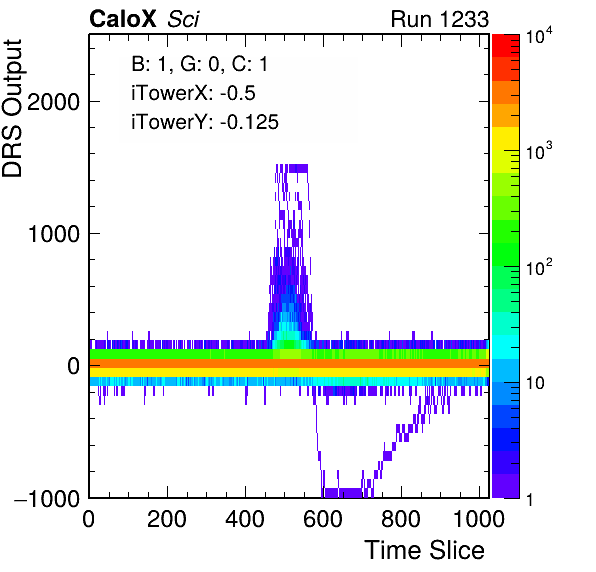 CaloX Sci Run 1233
B: 1, G: 0, C: 1
iTowerX: -0.5
iTowerY: -0.125
DRS Output
2000
1000
0
−1000
0 200 400 600 800 1000
Time Slice
10^4
10^3
10^2
10
1